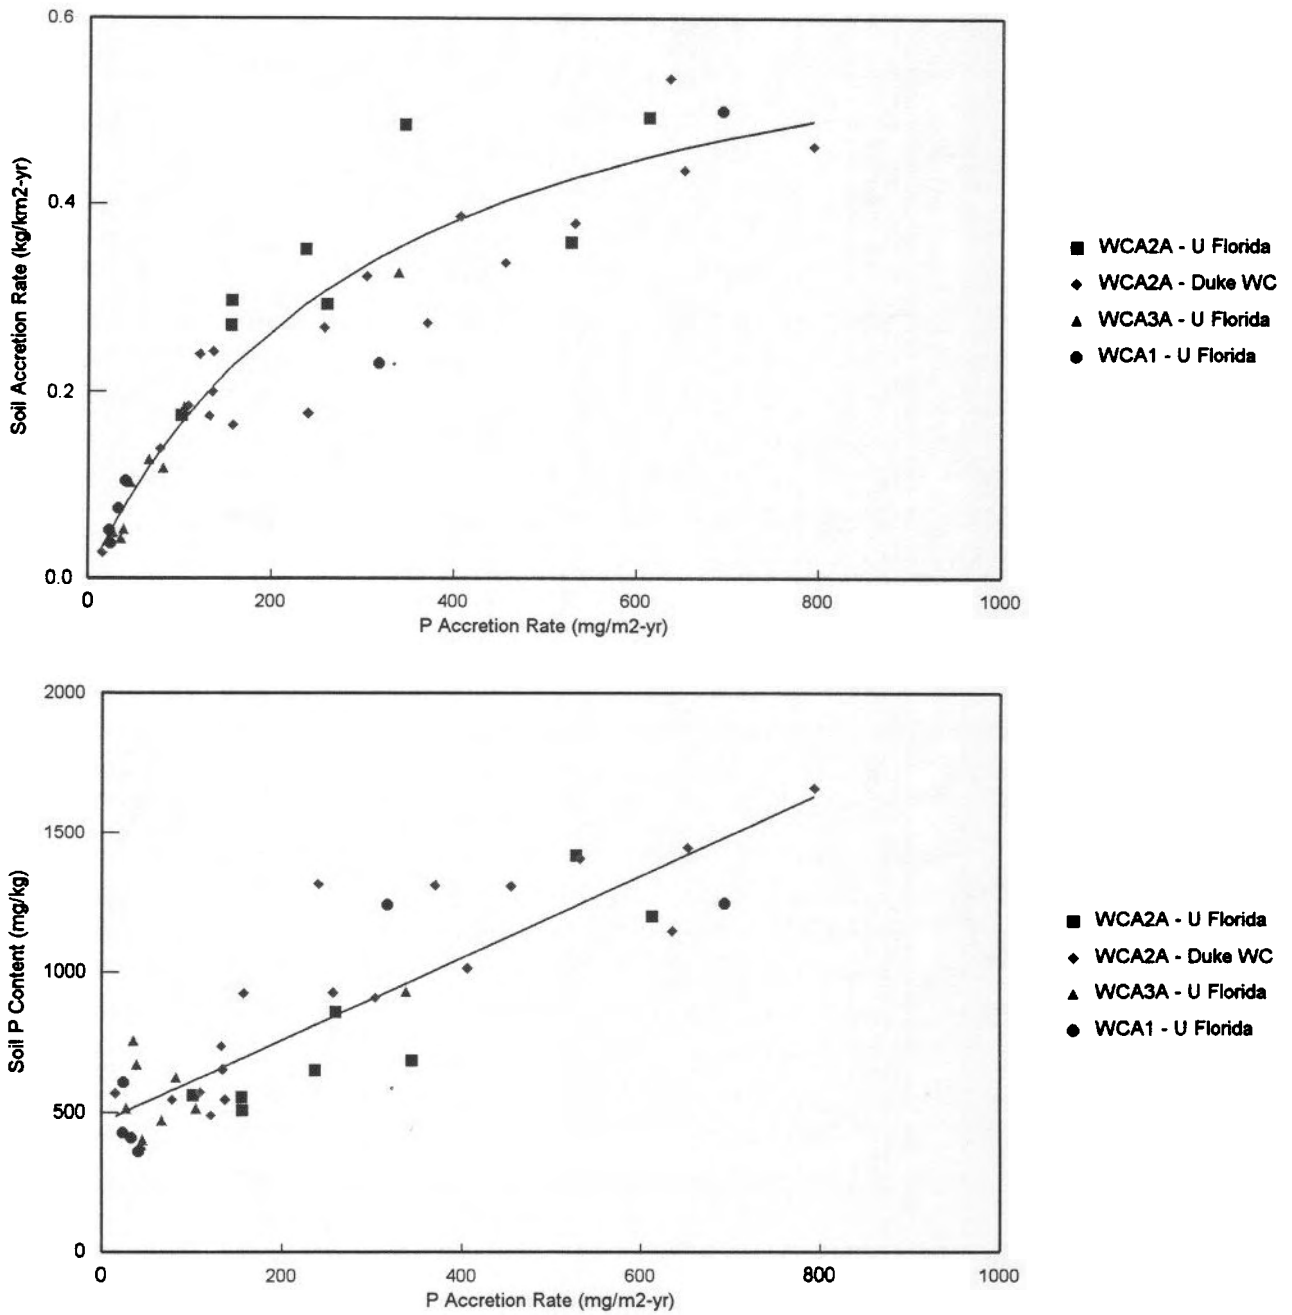 0.6
0.4
0.2
0.0
Soil Accretion Rate (kg/km2-yr)
0 200 400 600 800 1000
P Accretion Rate (mg/m2-yr)
WCA2A - U Florida
WCA2A - Duke WC
WCA3A - U Florida
WCA1 - U Florida
2000
1500
1000
500
0
Soil P Content (mg/kg)
0 200 400 600 800 1000
P Accretion Rate (mg/m2-yr)
WCA2A - U Florida
WCA2A - Duke WC
WCA3A - U Florida
WCA1 - U Florida